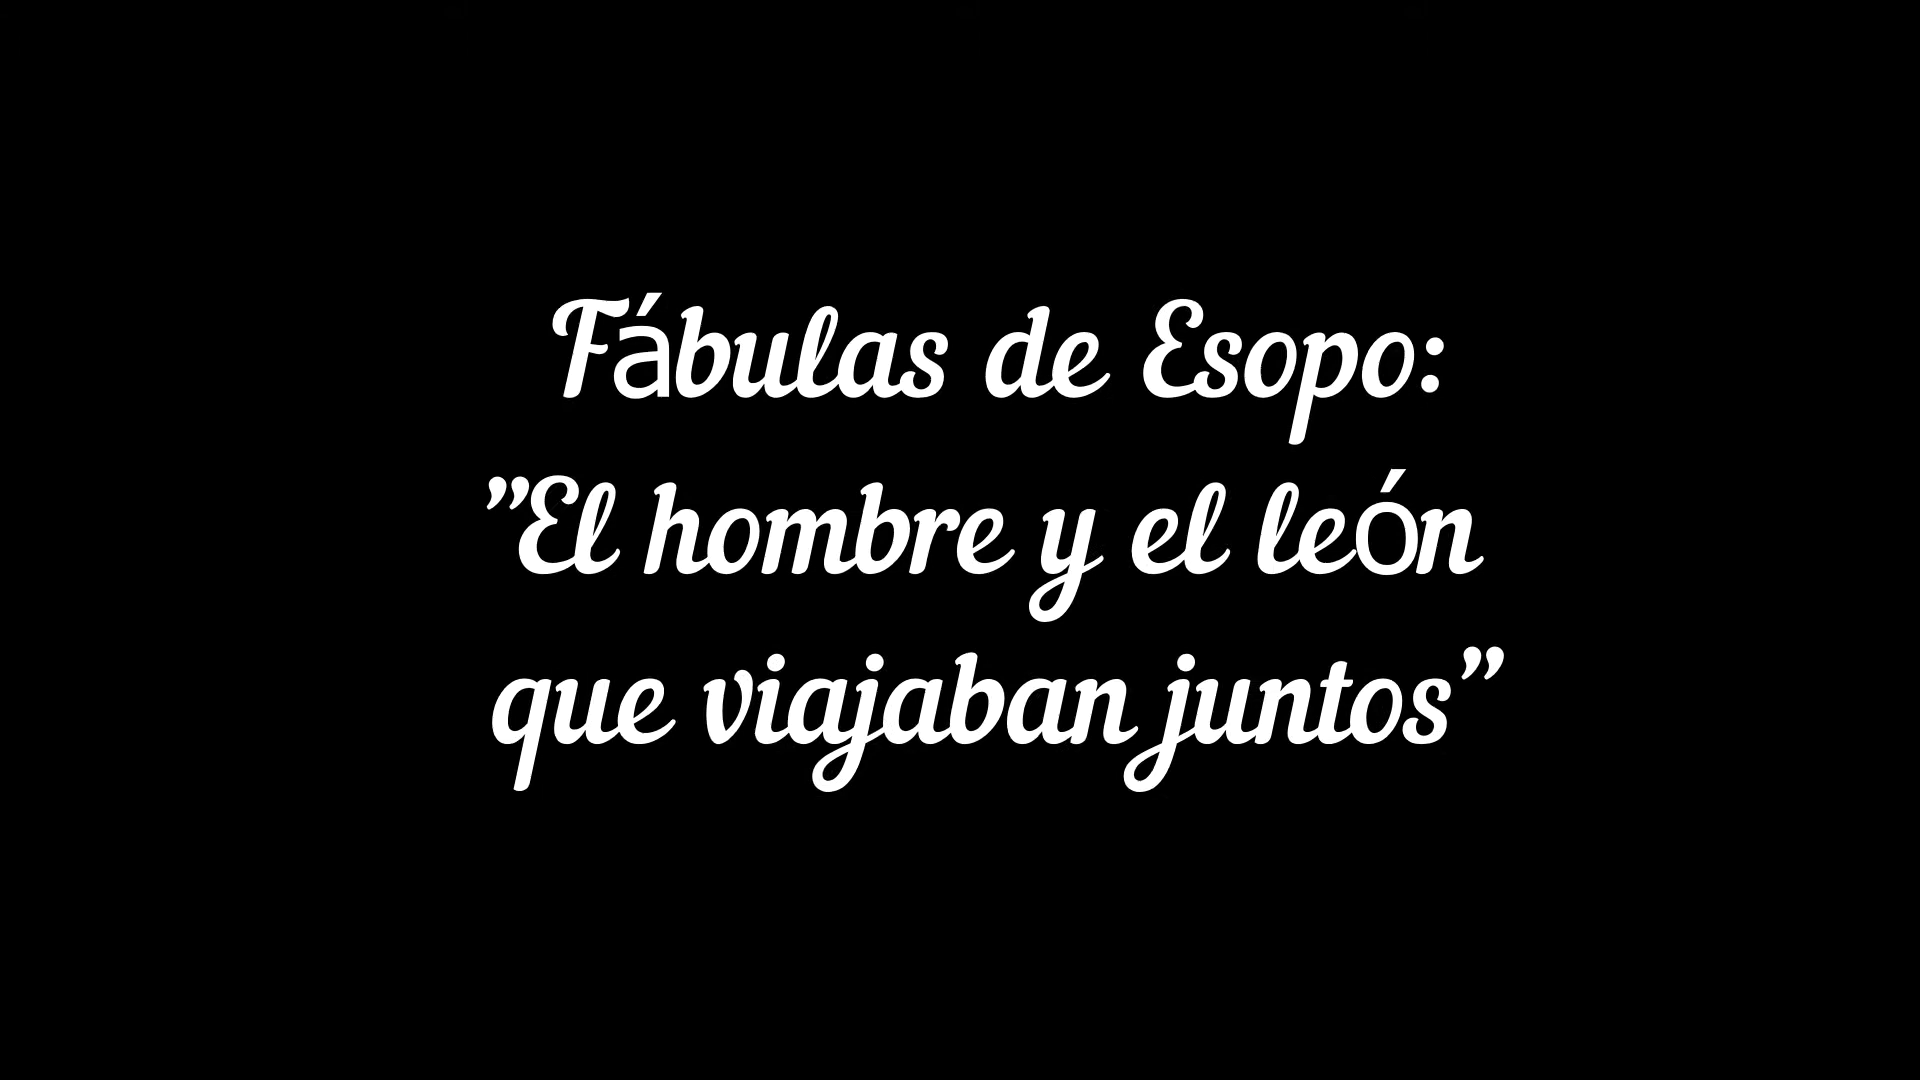 Fábulas de Esopo:
”El hombre y el león
que viajaban juntos”